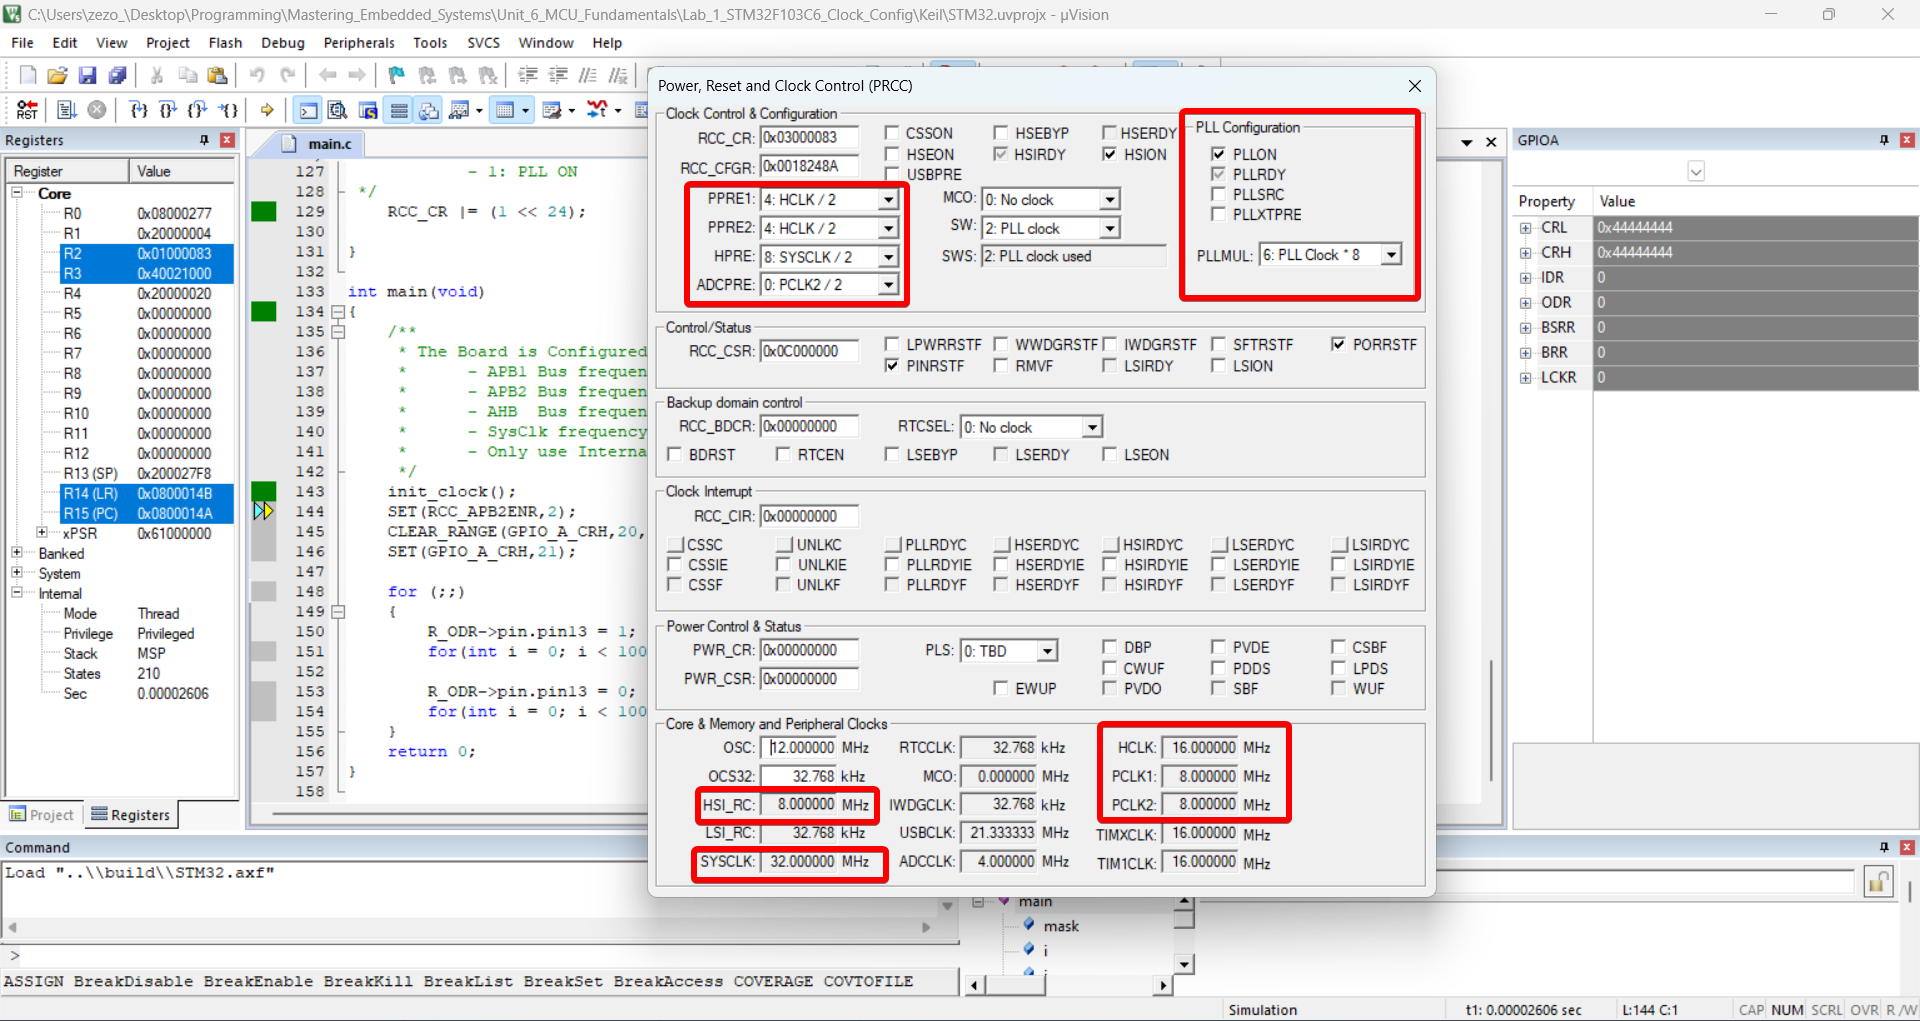 C:\Users\zezo_\Desktop\Programming\Mastering_Embedded_Systems\Unit_6_MCU_Fundamentals\Lab_1_STM32F103C6_Clock_Config\Keil\STM32.uvprojx - µVision
File Edit View Project Flash Debug Peripherals Tools SVCS Window Help
RST
Registers
Register Value
Core
R0 0x08000277
R1 0x20000004
R2 0x01000083
R3 0x40021000
R4 0x20000020
R5 0x00000000
R6 0x00000000
R7 0x00000000
R8 0x00000000
R9 0x00000000
R10 0x00000000
R11 0x00000000
R12 0x00000000
R13 (SP) 0x200027F8
R14 (LR) 0x0800014B
R15 (PC) 0x0800014A
xPSR 0x61000000
Banked
System
Internal
Mode Thread
Privilege Privileged
Stack MSP
States 210
Sec 0.00002606
Project Registers
main.c
127 - 1: PLL ON
128 */
129 RCC_CR |= (1 << 24);
130
131 }
132
133 int main(void)
134 {
135 /**
136 * The Board is Configured
137 * - APB1 Bus frequen
138 * - APB2 Bus frequen
139 * - AHB Bus frequen
140 * - SysClk frequency
141 * - Only use Interna
142 */
143 init_clock();
144 SET(RCC_APB2ENR,2);
145 CLEAR_RANGE(GPIO_A_CRH,20,
146 SET(GPIO_A_CRH,21);
147
148 for (;;)
149 {
150 R_ODR->pin.pin13 = 1;
151 for(int i = 0; i < 100
152
153 R_ODR->pin.pin13 = 0;
154 for(int i = 0; i < 100
155 }
156 return 0;
157 }
158
Power, Reset and Clock Control (PRCC)
Clock Control & Configuration
RCC_CR: 0x03000083 CSSON HSEBYP HSERDY
HSEON HSIRDY HSION
RCC_CFGR: 0x0018248A USBPRE
PPRE1: 4: HCLK / 2 MCO: 0: No clock
PPRE2: 4: HCLK / 2 SW: 2: PLL clock
HPRE: 8: SYSCLK / 2 SWS: 2: PLL clock used
ADCPRE: 0: PCLK2 / 2
PLL Configuration
PLLON
PLLRDY
PLLSRC
PLLXTPRE
PLLMUL: 6: PLL Clock * 8
Control/Status
RCC_CSR: 0x0C000000 LPWRRSTF WWDGRSTF IWDGRSTF SFTRSTF PORRSTF
PINRSTF RMVF LSIRDY LSION
Backup domain control
RCC_BDCR: 0x00000000 RTCSEL: 0: No clock
BDRST RTCEN LSEBYP LSERDY LSEON
Clock Interrupt
RCC_CIR: 0x00000000
CSSC UNLKC PLLRDYC HSERDYC HSIRDYC LSERDYC LSIRDYC
CSSIE UNLKIE PLLRDYIE HSERDYIE HSIRDYIE LSERDYIE LSIRDYIE
CSSF UNLKF PLLRDYF HSERDYF HSIRDYF LSERDYF LSIRDYF
Power Control & Status
PWR_CR: 0x00000000 PLS: 0: TBD DBP PVDE CSBF
CWUF PDDS LPDS
PWR_CSR: 0x00000000 EWUP PVDO SBF WUF
Core & Memory and Peripheral Clocks
OSC: 12.000000 MHz RTCCLK: 32.768 kHz HCLK: 16.000000 MHz
OCS32: 32.768 kHz MCO: 0.000000 MHz PCLK1: 8.000000 MHz
HSI_RC: 8.000000 MHz IWDGCLK: 32.768 kHz PCLK2: 8.000000 MHz
LSI_RC: 32.768 kHz USBCLK: 21.333333 MHz TIMXCLK: 16.000000 MHz
SYSCLK: 32.000000 MHz ADCCLK: 4.000000 MHz TIM1CLK: 16.000000 MHz
GPIOA
Property Value
CRL 0x44444444
CRH 0x44444444
IDR 0
ODR 0
BSRR 0
BRR 0
LCKR 0
Command
Load "..\\build\\STM32.axf"
>
ASSIGN BreakDisable BreakEnable BreakKill BreakList BreakSet BreakAccess COVERAGE COVTOFILE
main
mask
i
Simulation t1: 0.00002606 sec L:144 C:1 CAP NUM SCRL OVR R/W